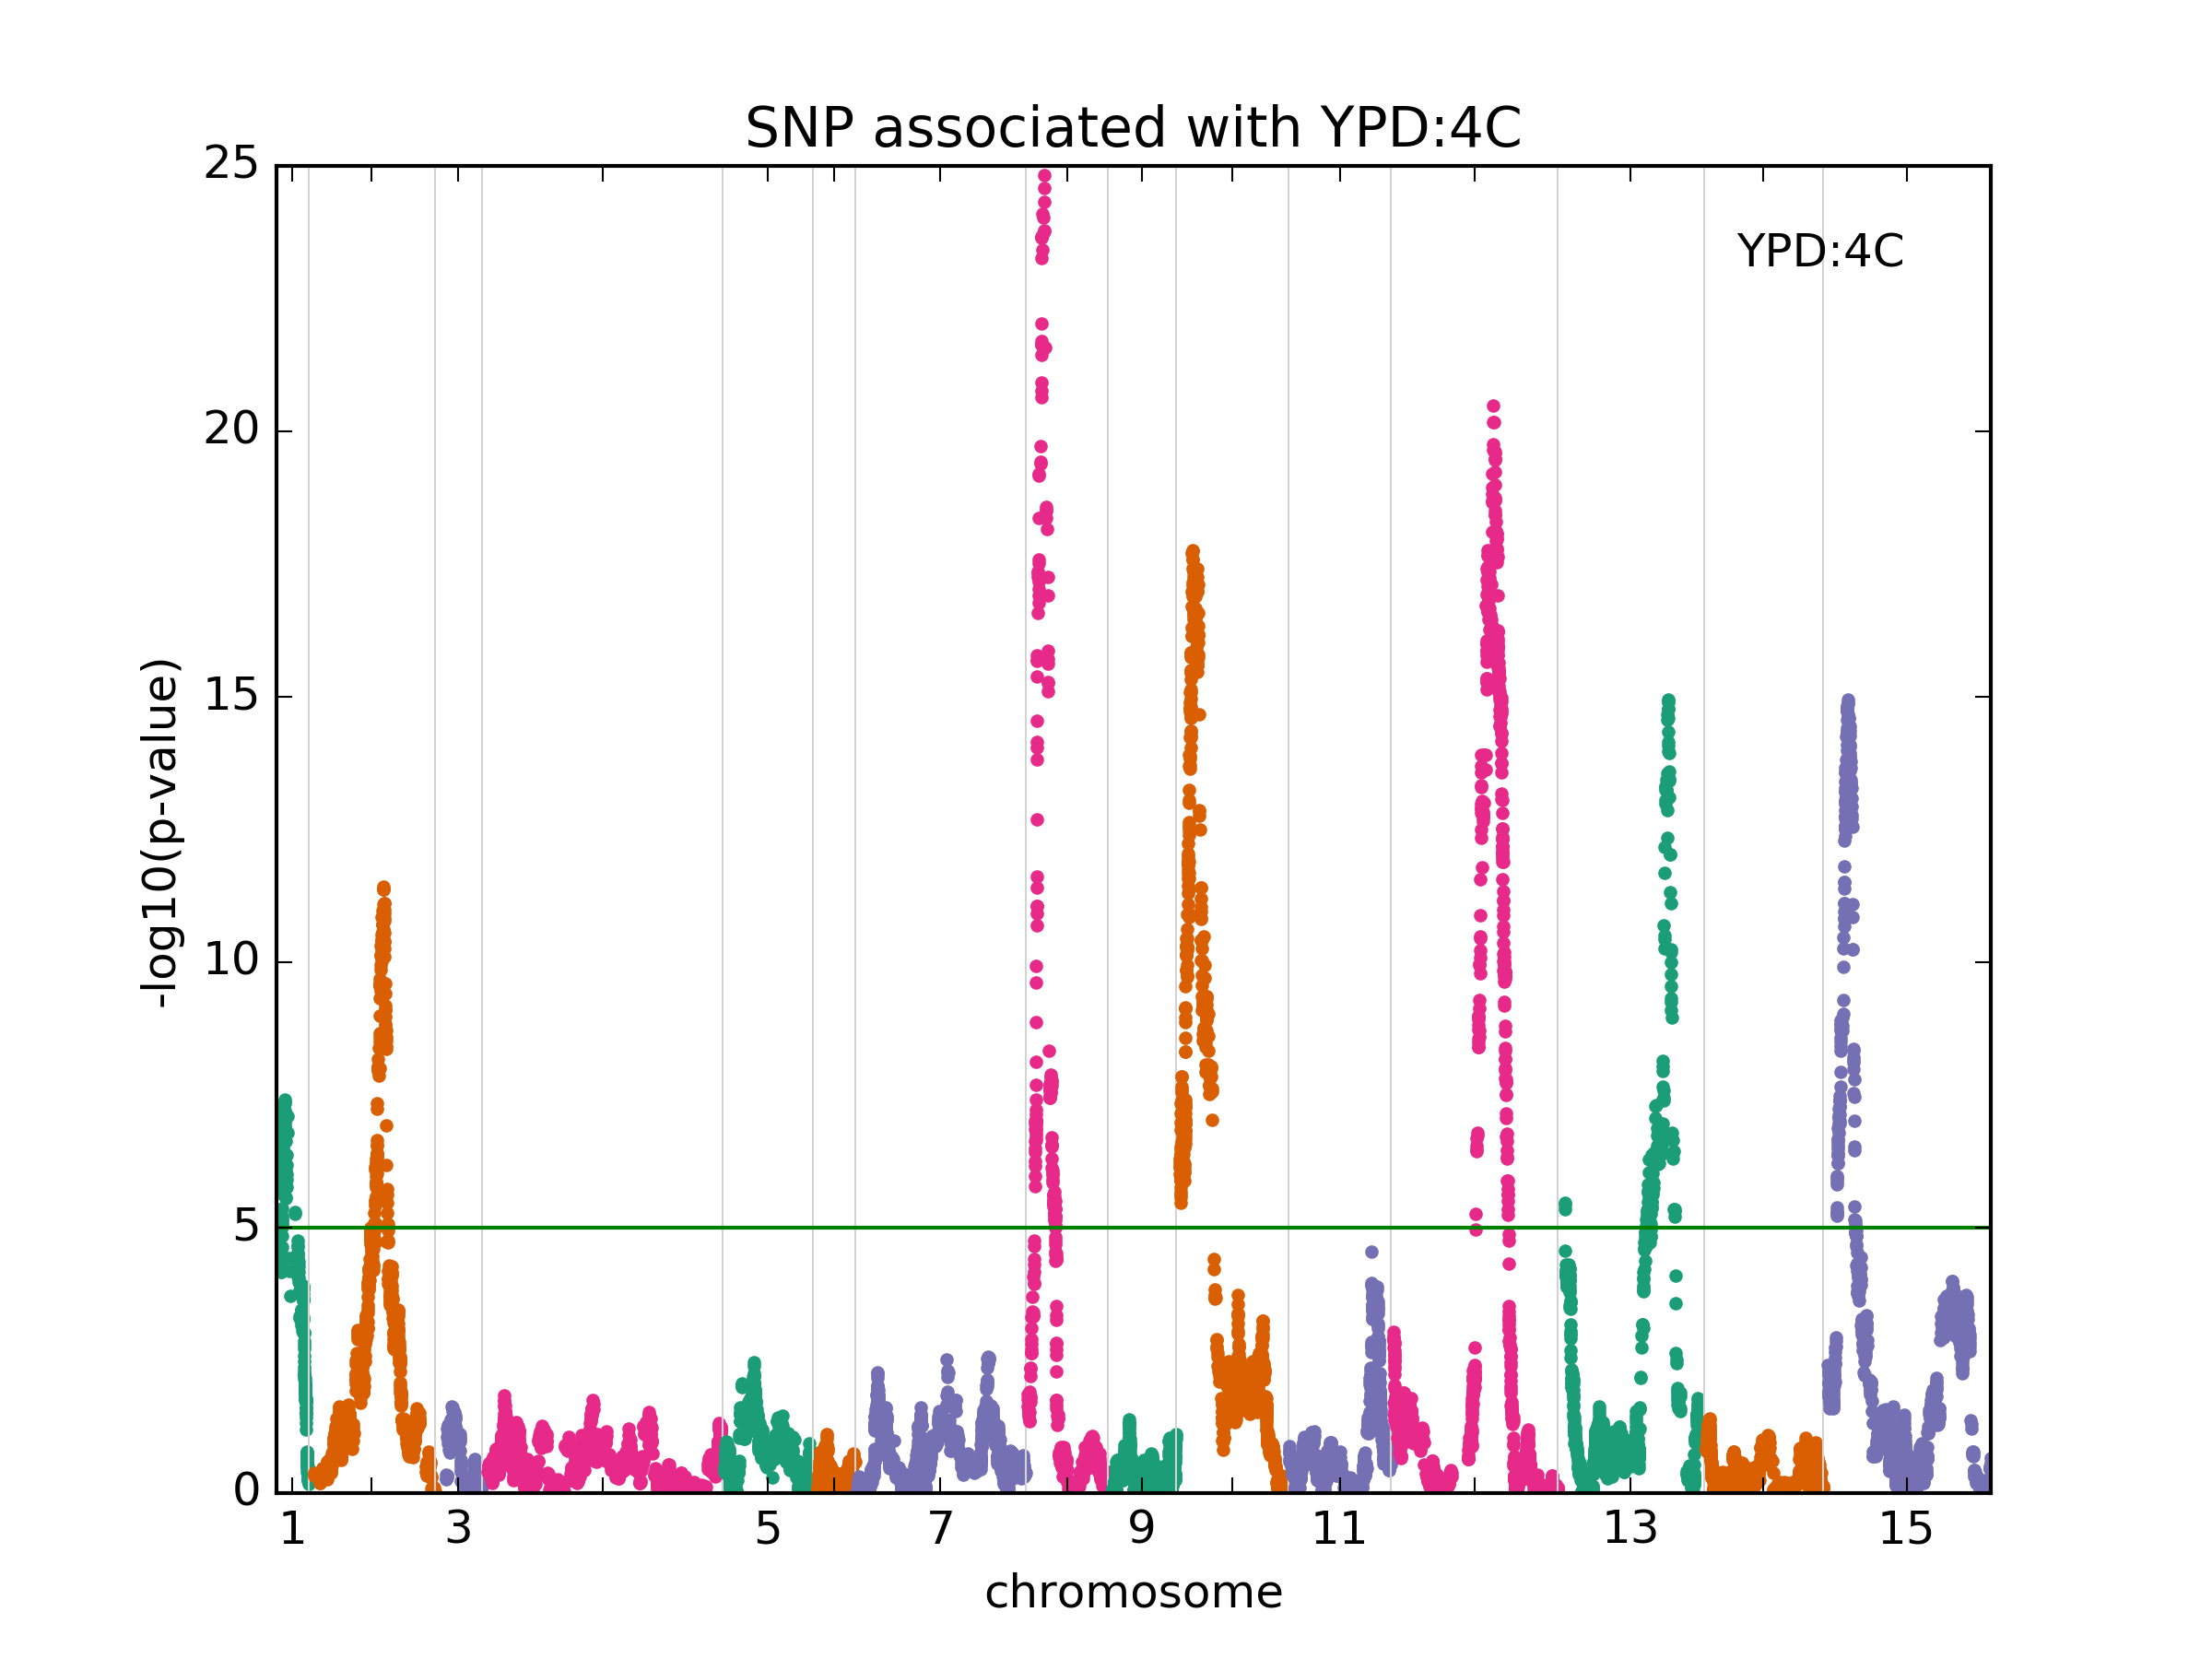 SNP associated with YPD:4C
25
YPD:4C
20
15
-log10(p-value)
10
5
0
1 3 5 7 9 11 13 15
chromosome